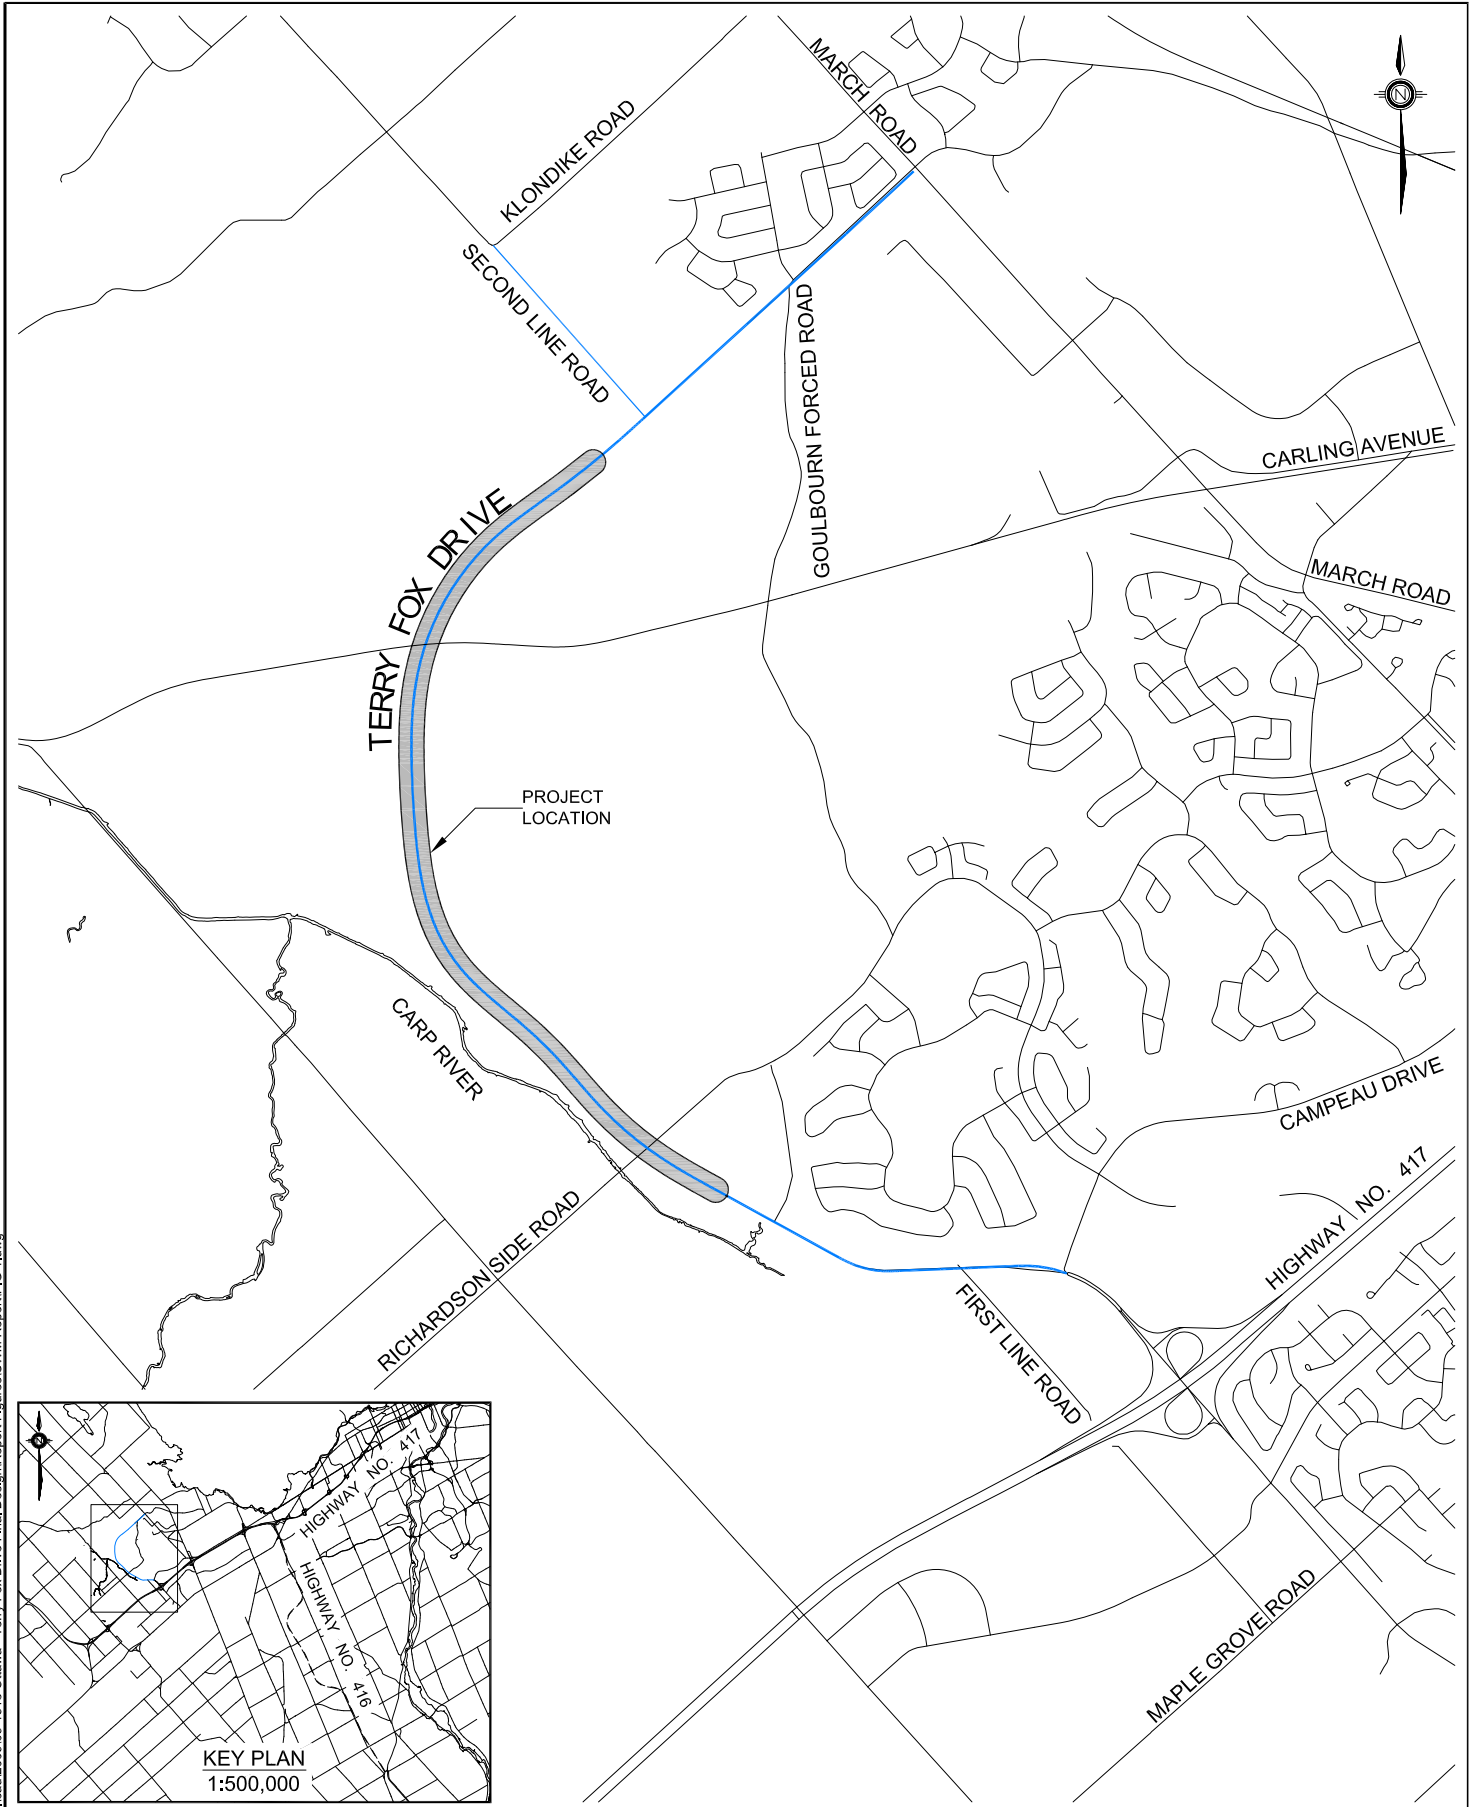 MARCH ROAD
N
KLONDIKE ROAD
SECOND LINE ROAD
GOULBOURN FORCED ROAD
CARLING AVENUE
TERRY FOX DRIVE
MARCH ROAD
PROJECT
LOCATION
CARP RIVER
CAMPEAU DRIVE
RICHARDSON SIDE ROAD
HIGHWAY NO. 417
FIRST LINE ROAD
MAPLE GROVE ROAD
N
HIGHWAY NO. 417
HIGHWAY NO. 416
KEY PLAN
1:500,000